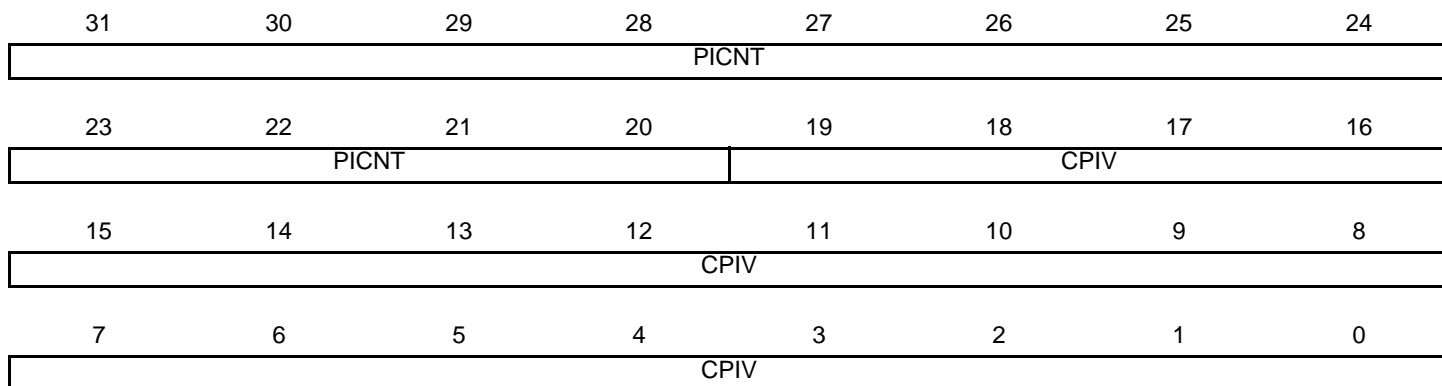 31 30 29 28 27 26 25 24
PICNT
23 22 21 20 19 18 17 16
PICNT CPIV
15 14 13 12 11 10 9 8
CPIV
7 6 5 4 3 2 1 0
CPIV